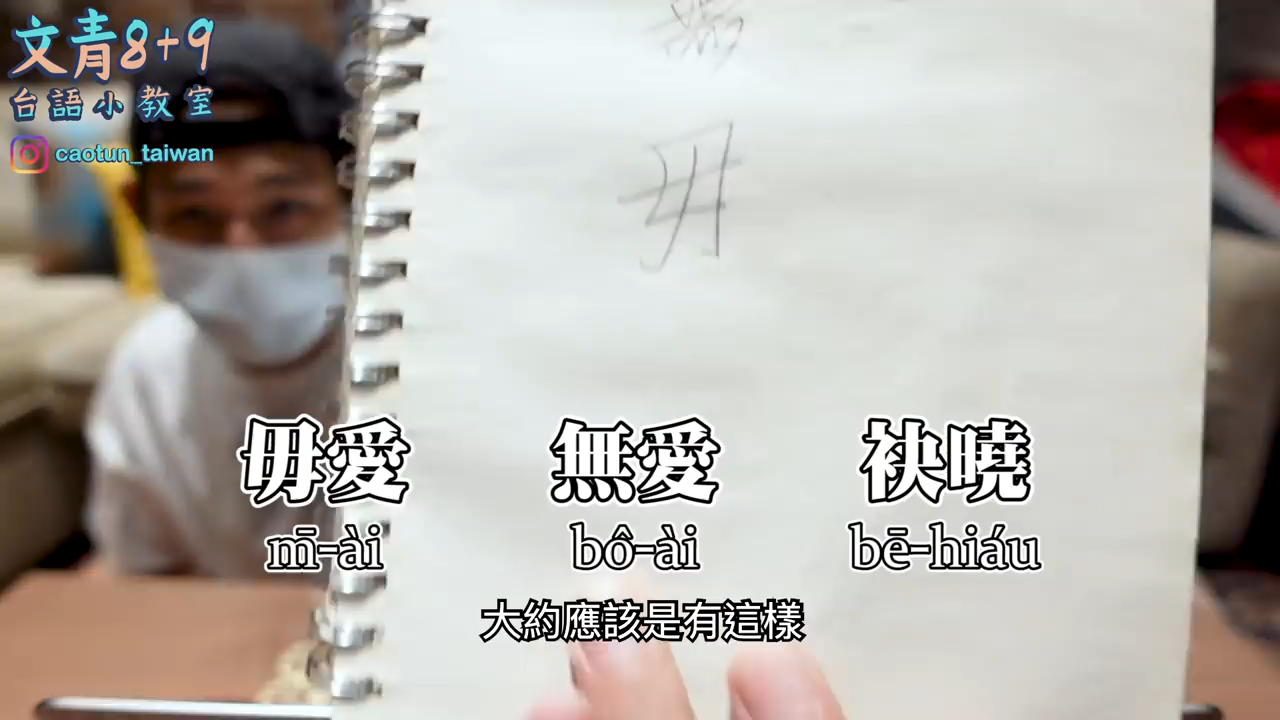 文青8+9
台語小教室
caotun_taiwan
毋
毋愛 無愛 袂曉
m̄-ài bô-ài bē-hiáu
大約應該是有這樣